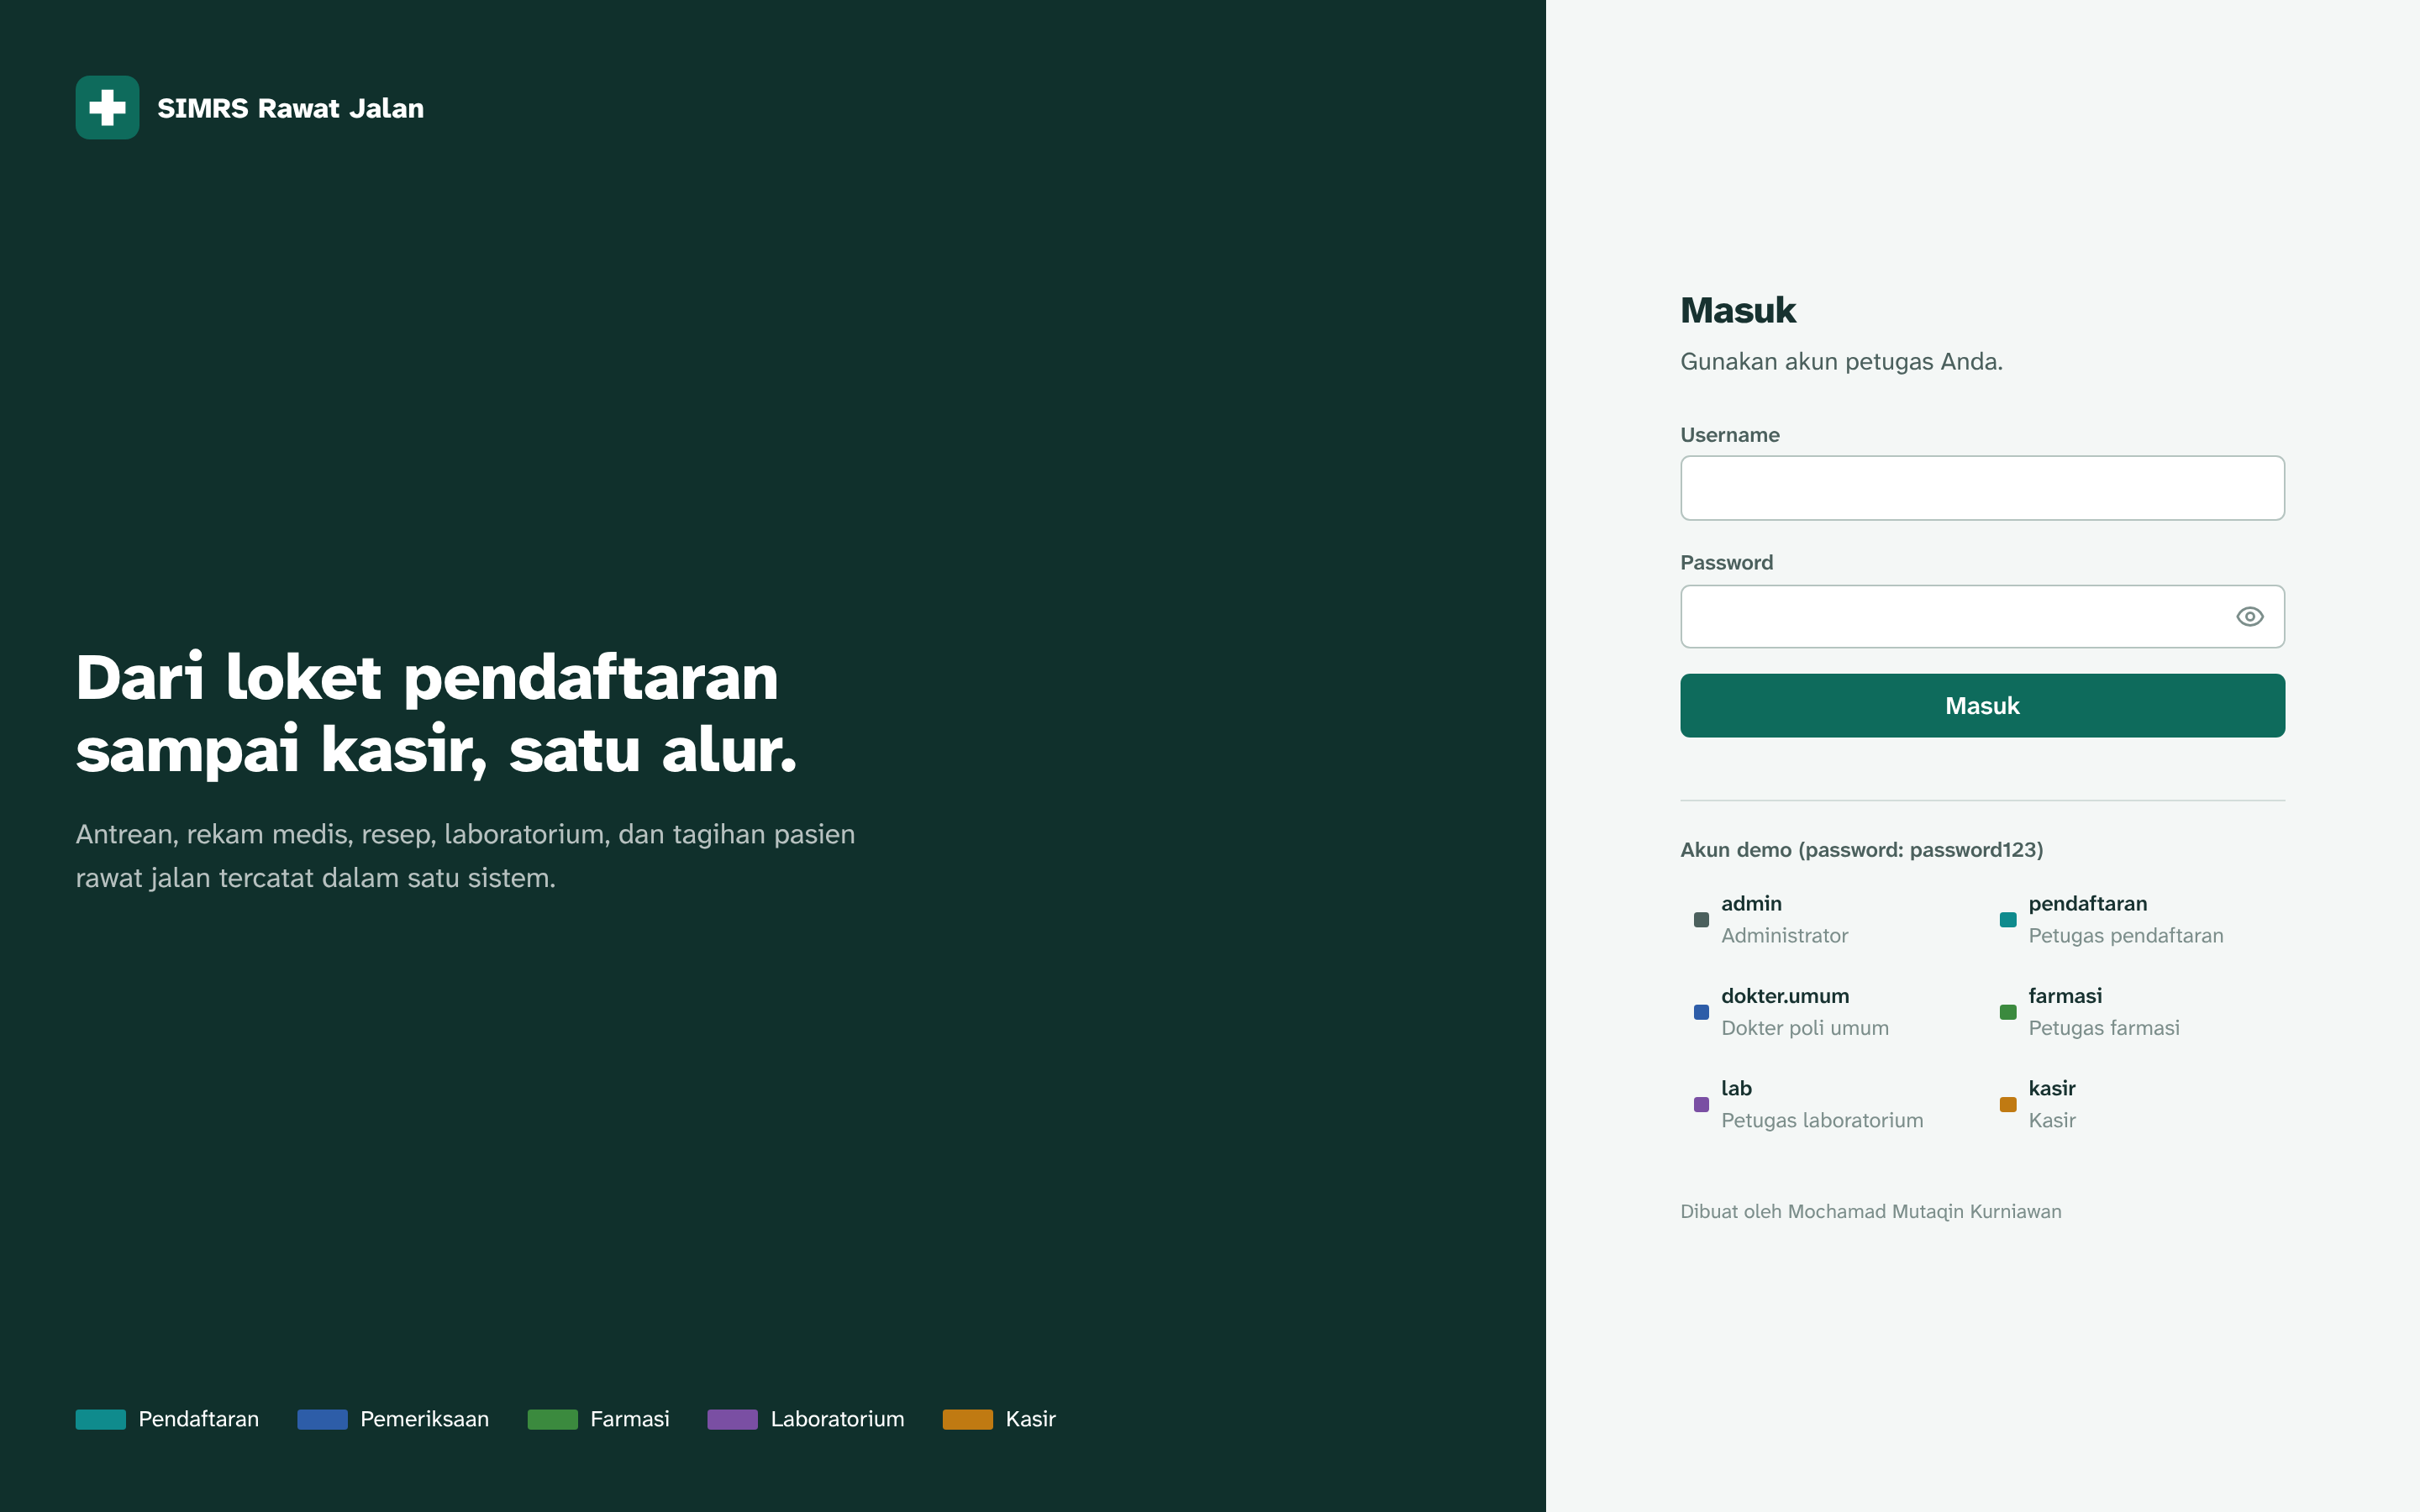 SIMRS Rawat Jalan
Dari loket pendaftaran
sampai kasir, satu alur.
Antrean, rekam medis, resep, laboratorium, dan tagihan pasien
rawat jalan tercatat dalam satu sistem.
Pendaftaran
Pemeriksaan
Farmasi
Laboratorium
Kasir
Masuk
Gunakan akun petugas Anda.
Username
Password
Masuk
Akun demo (password: password123)
admin
Administrator
pendaftaran
Petugas pendaftaran
dokter.umum
Dokter poli umum
farmasi
Petugas farmasi
lab
Petugas laboratorium
kasir
Kasir
Dibuat oleh Mochamad Mutaqin Kurniawan